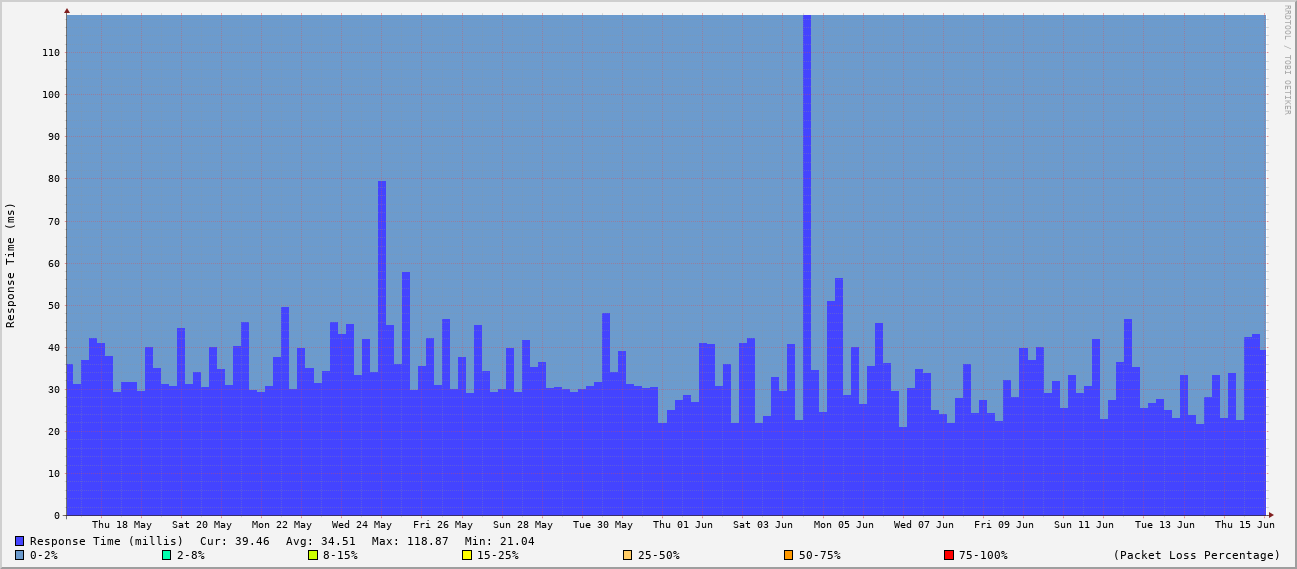 RRDTOOL / TOBI OETIKER
Response Time (ms)
110
100
90
80
70
60
50
40
30
20
10
0
Thu 18 May Sat 20 May Mon 22 May Wed 24 May Fri 26 May Sun 28 May Tue 30 May Thu 01 Jun Sat 03 Jun Mon 05 Jun Wed 07 Jun Fri 09 Jun Sun 11 Jun Tue 13 Jun Thu 15 Jun
Response Time (millis) Cur: 39.46 Avg: 34.51 Max: 118.87 Min: 21.04
0-2% 2-8% 8-15% 15-25% 25-50% 50-75% 75-100% (Packet Loss Percentage)